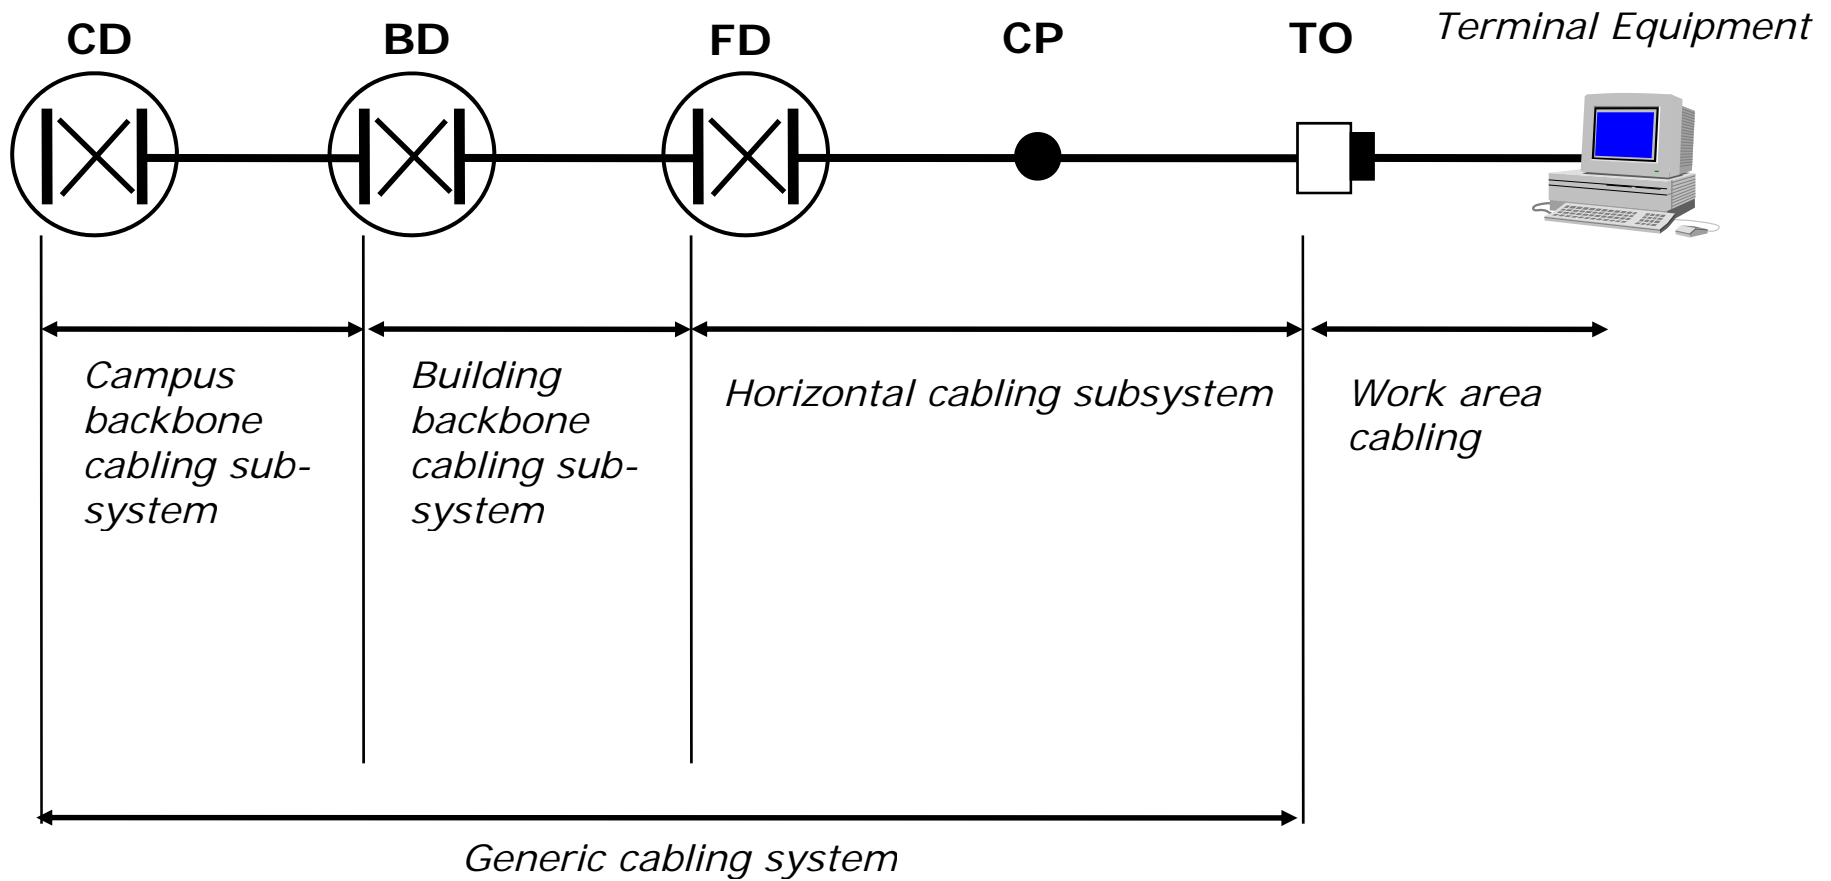 CD
BD
FD
CP
TO
Terminal Equipment
Campus
backbone
cabling sub-
system
Building
backbone
cabling sub-
system
Horizontal cabling subsystem
Work area
cabling
Generic cabling system